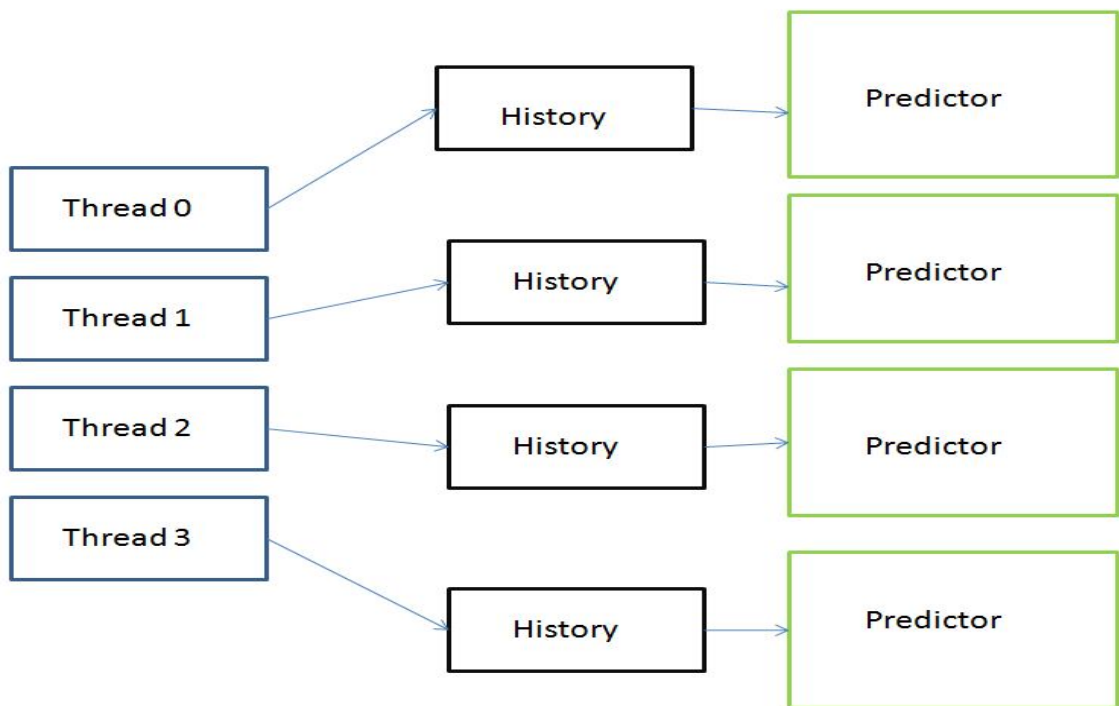 History
Predictor
Thread 0
Thread 1
History
Predictor
Thread 2
History
Predictor
Thread 3
History
Predictor